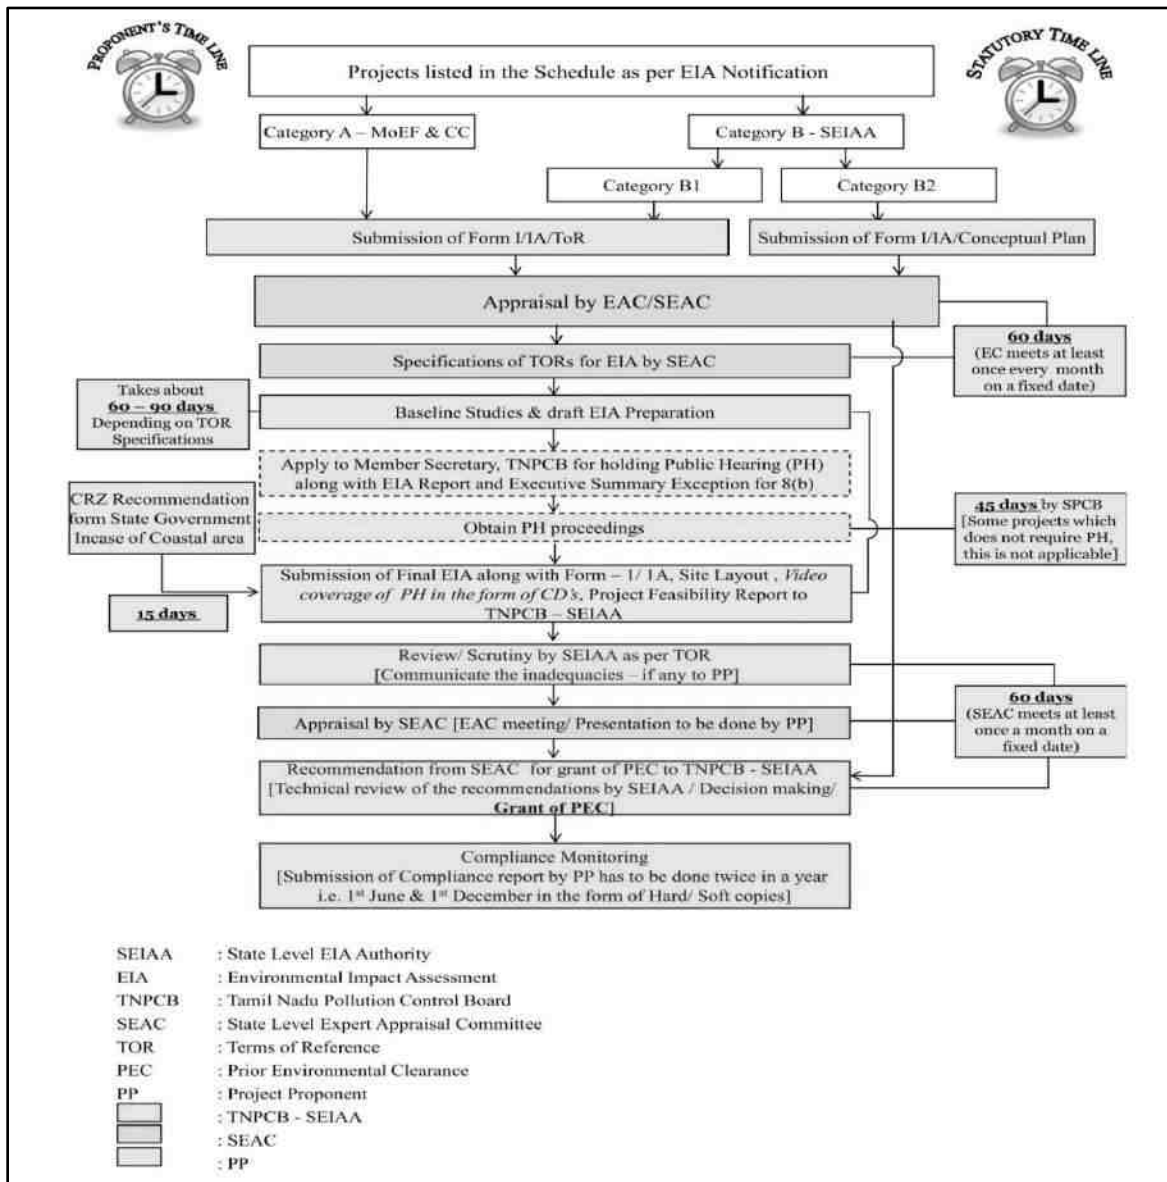 PROPONENT'S TIME LINE
STATUTORY TIME LINE
Projects listed in the Schedule as per EIA Notification
Category A – MoEF & CC
Category B - SEIAA
Category B1
Category B2
Submission of Form I/IA/ToR
Submission of Form I/IA/Conceptual Plan
Appraisal by EAC/SEAC
Specifications of TORs for EIA by SEAC
60 days
(EC meets at least
once every month
on a fixed date)
Takes about
60 – 90 days
Depending on TOR
Specifications
Baseline Studies & draft EIA Preparation
Apply to Member Secretary, TNPCB for holding Public Hearing (PH)
along with EIA Report and Executive Summary Exception for 8(b)
CRZ Recommendation
form State Government
Incase of Coastal area
Obtain PH proceedings
45 days by SPCB
[Some projects which
does not require PH,
this is not applicable]
15 days
Submission of Final EIA along with Form – 1/ 1A, Site Layout , Video
coverage of PH in the form of CD's, Project Feasibility Report to
TNPCB – SEIAA
Review/ Scrutiny by SEIAA as per TOR
[Communicate the inadequacies – if any to PP]
60 days
(SEAC meets at least
once a month on a
fixed date)
Appraisal by SEAC [EAC meeting/ Presentation to be done by PP]
Recommendation from SEAC for grant of PEC to TNPCB - SEIAA
[Technical review of the recommendations by SEIAA / Decision making/
Grant of PEC]
Compliance Monitoring
[Submission of Compliance report by PP has to be done twice in a year
i.e. 1st June & 1st December in the form of Hard/ Soft copies]
SEIAA : State Level EIA Authority
EIA : Environmental Impact Assessment
TNPCB : Tamil Nadu Pollution Control Board
SEAC : State Level Expert Appraisal Committee
TOR : Terms of Reference
PEC : Prior Environmental Clearance
PP : Project Proponent
: TNPCB - SEIAA
: SEAC
: PP